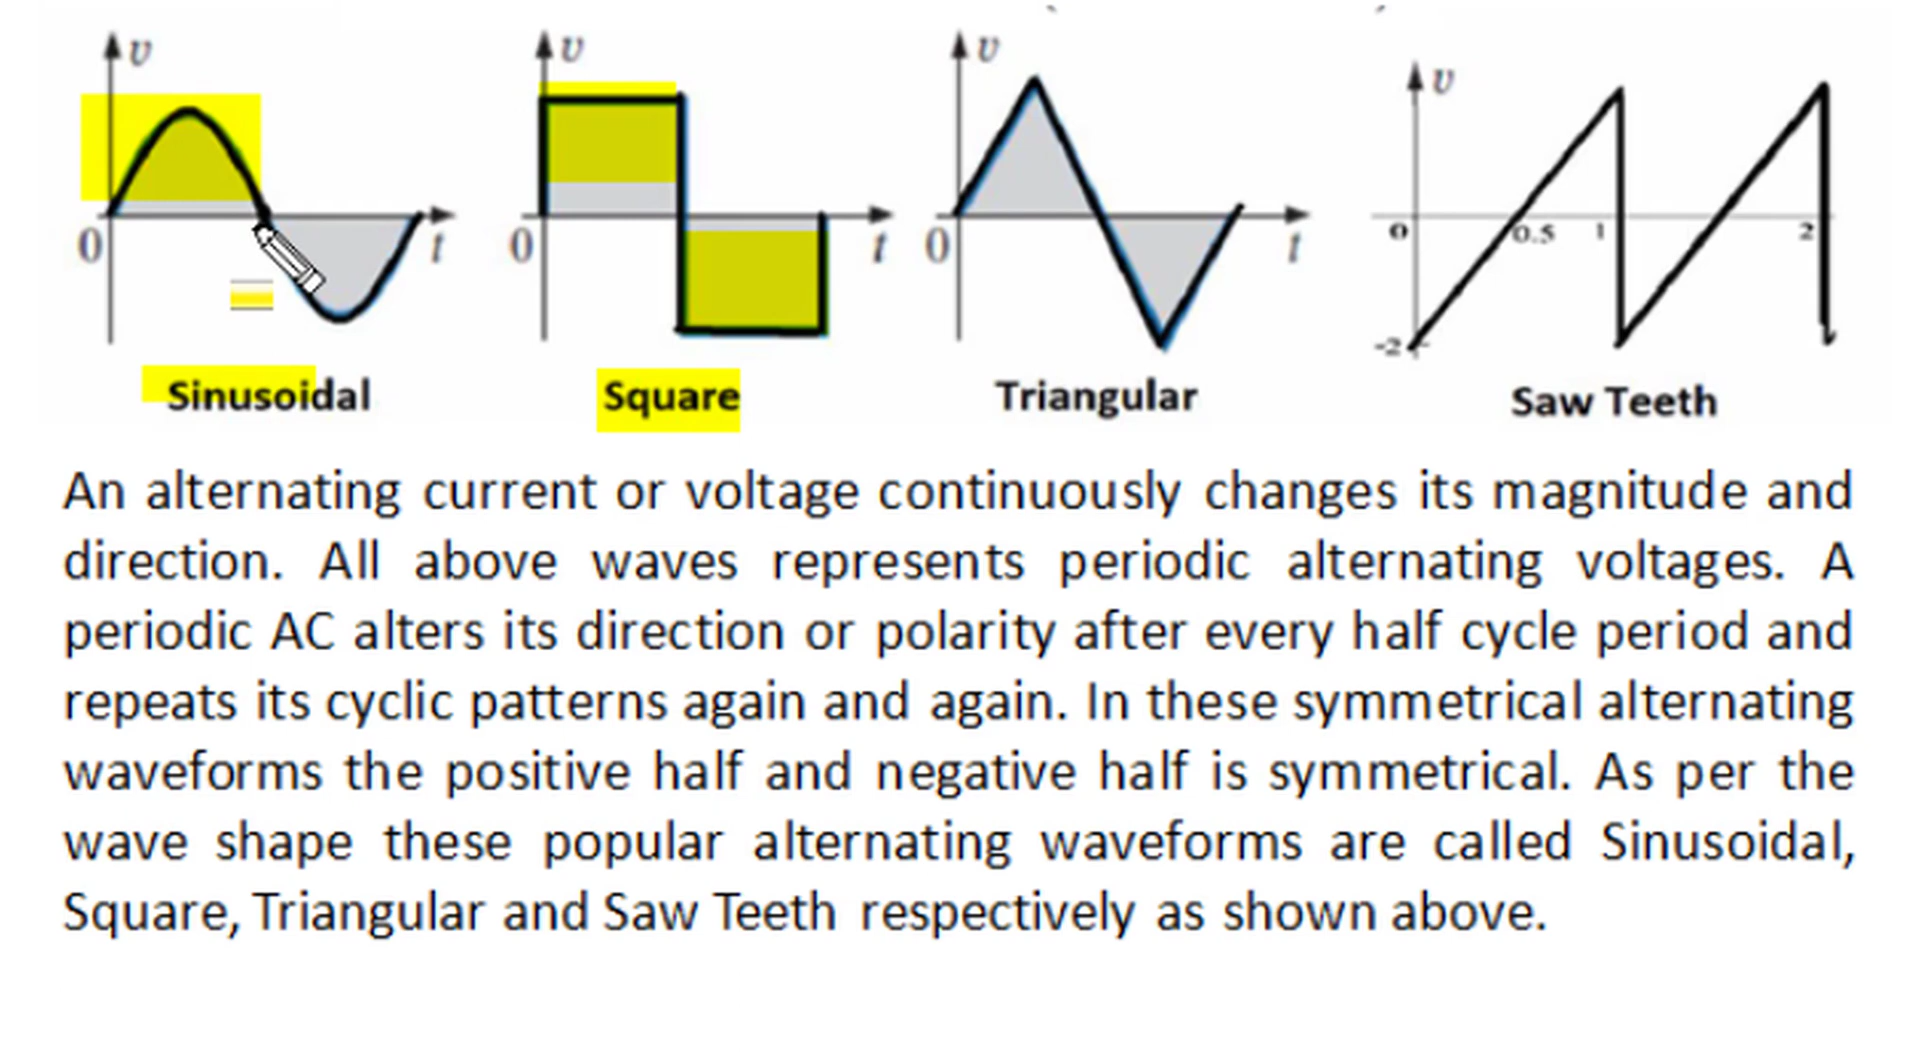 v v v v
0 t 0 t 0 t 0 0.5 1 2
-2
Sinusoidal Square Triangular Saw Teeth
An alternating current or voltage continuously changes its magnitude and
direction. All above waves represents periodic alternating voltages. A
periodic AC alters its direction or polarity after every half cycle period and
repeats its cyclic patterns again and again. In these symmetrical alternating
waveforms the positive half and negative half is symmetrical. As per the
wave shape these popular alternating waveforms are called Sinusoidal,
Square, Triangular and Saw Teeth respectively as shown above.